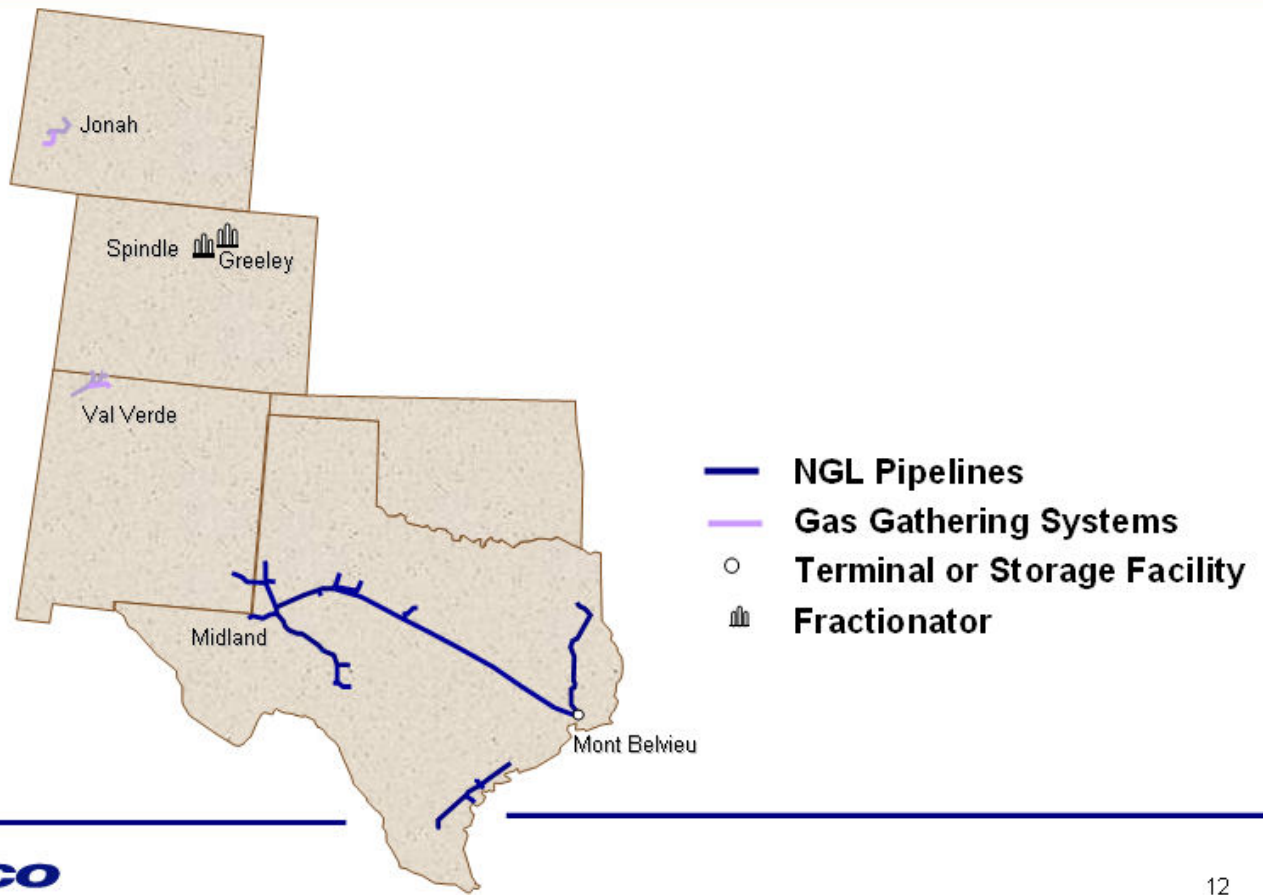 Jonah
Spindle
Greeley
Val Verde
Midland
Mont Belvieu
NGL Pipelines
Gas Gathering Systems
Terminal or Storage Facility
Fractionator
CO
12